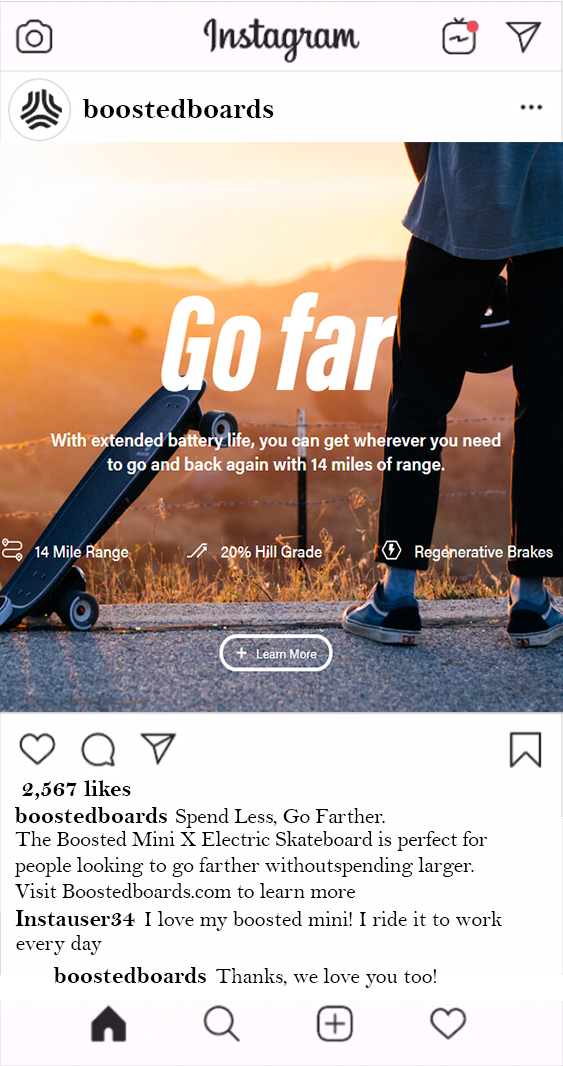 Instagram
boostedboards
Go far
With extended battery life, you can get wherever you need
to go and back again with 14 miles of range.
14 Mile Range
20% Hill Grade
Regenerative Brakes
+ Learn More
2,567 likes
boostedboards Spend Less, Go Farther.
The Boosted Mini X Electric Skateboard is perfect for
people looking to go farther withoutspending larger.
Visit Boostedboards.com to learn more
Instauser34 I love my boosted mini! I ride it to work
every day
boostedboards Thanks, we love you too!